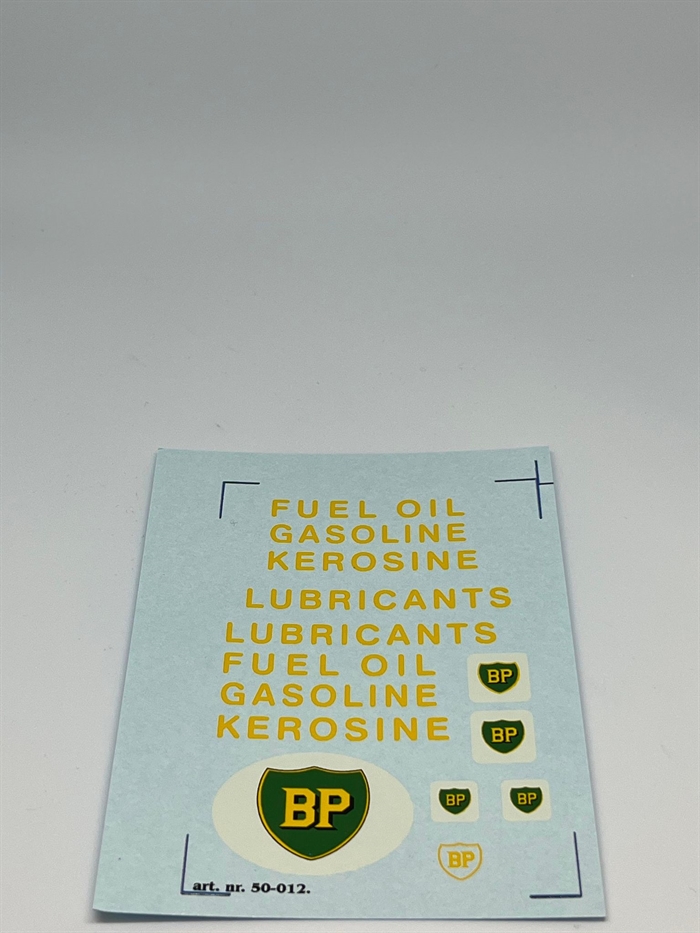 FUEL OIL
GASOLINE
KEROSINE
LUBRICANTS
LUBRICANTS
FUEL OIL
GASOLINE
KEROSINE
BP
BP
BP
BP BP
BP
art. nr. 50-012.